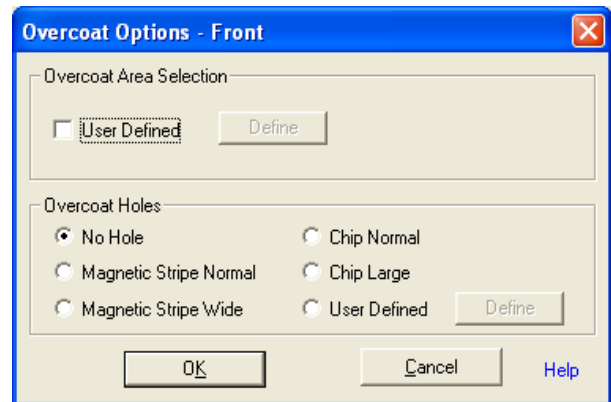 Overcoat Options - Front
Overcoat Area Selection
User Defined Define
Overcoat Holes
No Hole Chip Normal
Magnetic Stripe Normal Chip Large
Magnetic Stripe Wide User Defined Define
OK Cancel Help